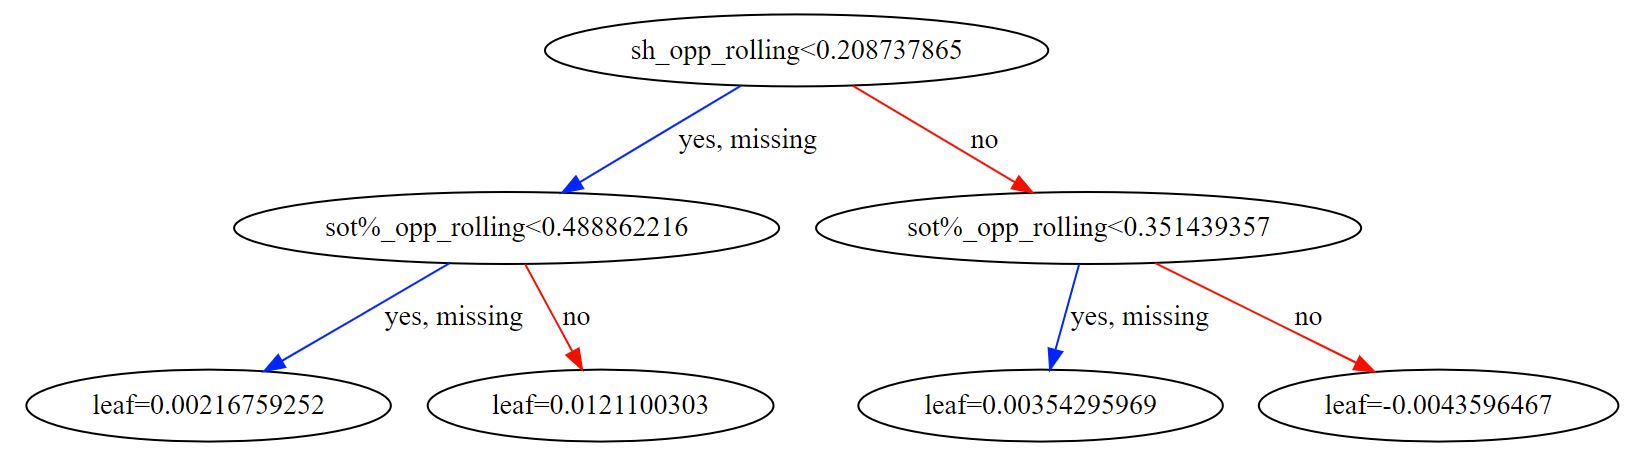 sh_opp_rolling<0.208737865
yes, missing
no
sot%_opp_rolling<0.488862216
sot%_opp_rolling<0.351439357
yes, missing
no
yes, missing
no
leaf=0.00216759252
leaf=0.0121100303
leaf=0.00354295969
leaf=-0.0043596467